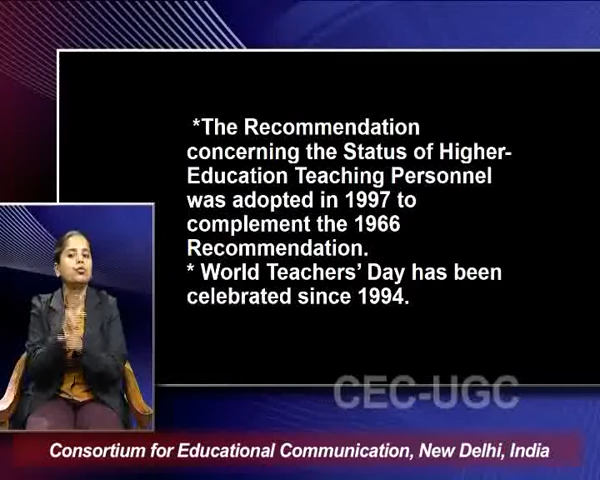 *The Recommendation
concerning the Status of Higher-
Education Teaching Personnel
was adopted in 1997 to
complement the 1966
Recommendation.
* World Teachers' Day has been
celebrated since 1994.
CEC-UGC
Consortium for Educational Communication, New Delhi, India